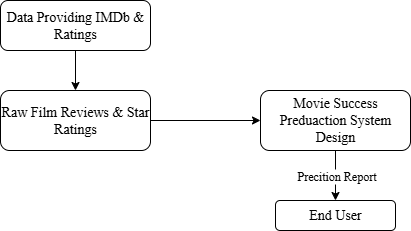 Data Providing IMDb &
Ratings
Raw Film Reviews & Star
Ratings
Movie Success
Preduaction System
Design
Precition Report
End User